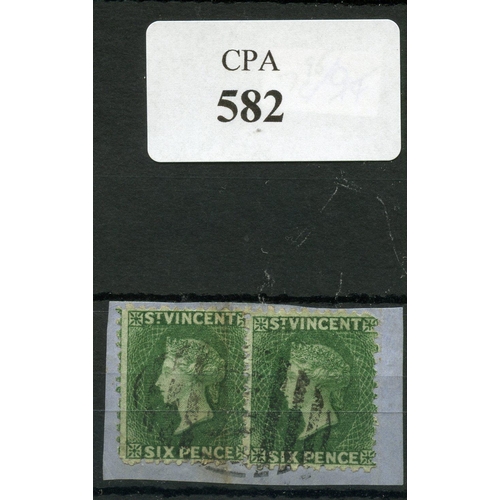 CPA
582
ST VINCENT ST VINCENT
SIX PENCE SIX PENCE